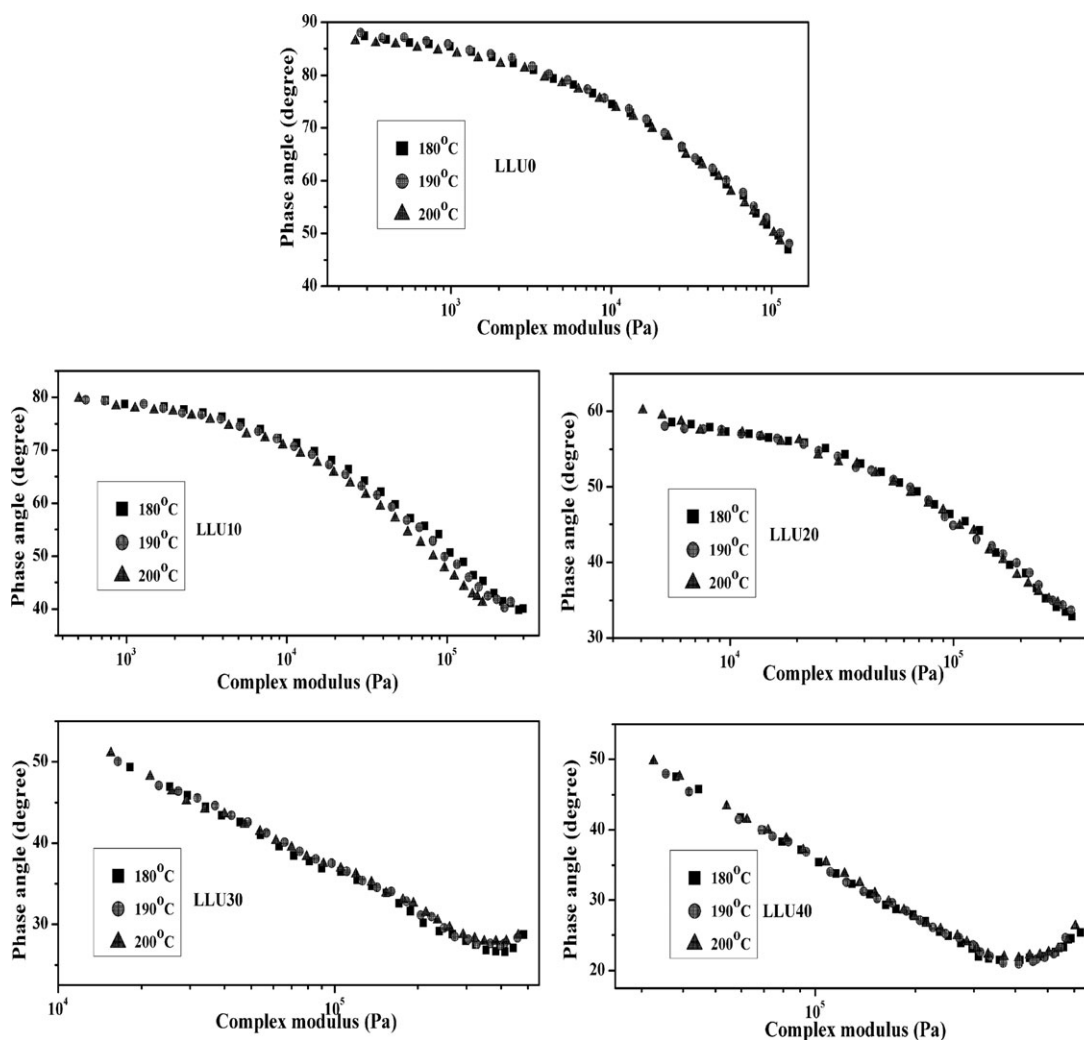 90
80
70
60
50
40
Phase angle (degree)
180°C
190°C
200°C
LLU0
10³
10⁴
10⁵
Complex modulus (Pa)
80
70
60
50
40
Phase angle (degree)
180°C
190°C
200°C
LLU10
10³
10⁴
10⁵
Complex modulus (Pa)
60
50
40
30
Phase angle (degree)
180°C
190°C
200°C
LLU20
10⁴
10⁵
Complex modulus (Pa)
50
40
30
Phase angle (degree)
180°C
190°C
200°C
LLU30
10⁴
10⁵
Complex modulus (Pa)
50
40
30
20
Phase angle (degree)
180°C
190°C
200°C
LLU40
10⁵
Complex modulus (Pa)